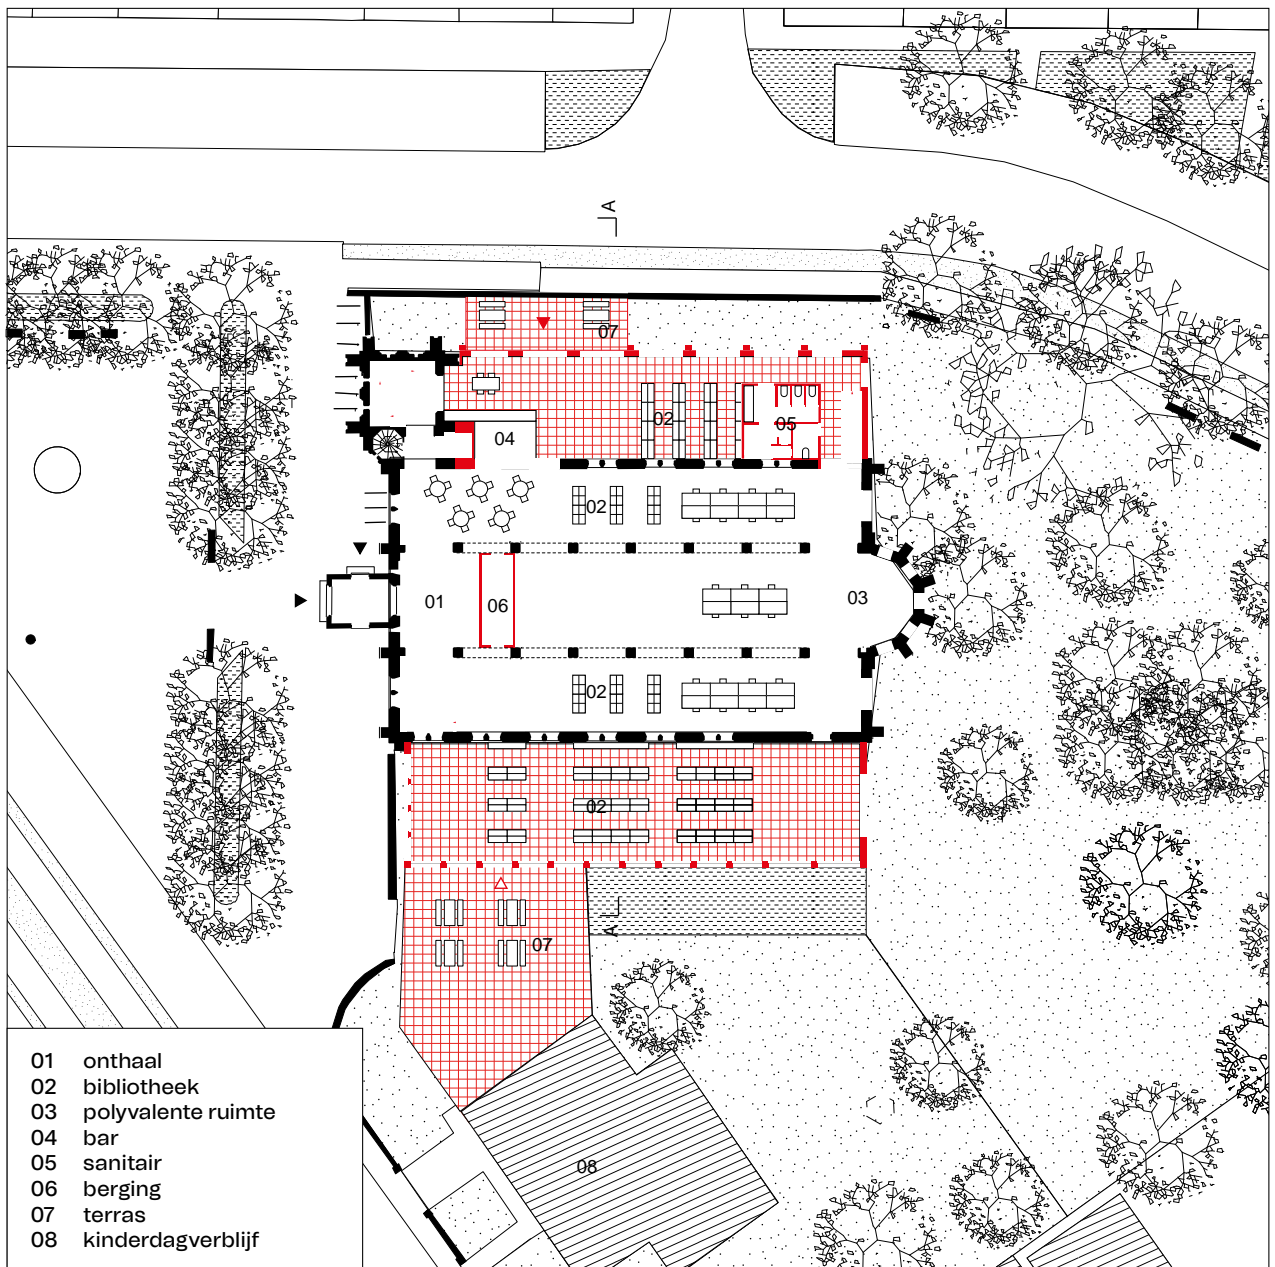 A
07
02
05
04
02
01
06
03
02
02
A
07
08
01 onthaal
02 bibliotheek
03 polyvalente ruimte
04 bar
05 sanitair
06 berging
07 terras
08 kinderdagverblijf